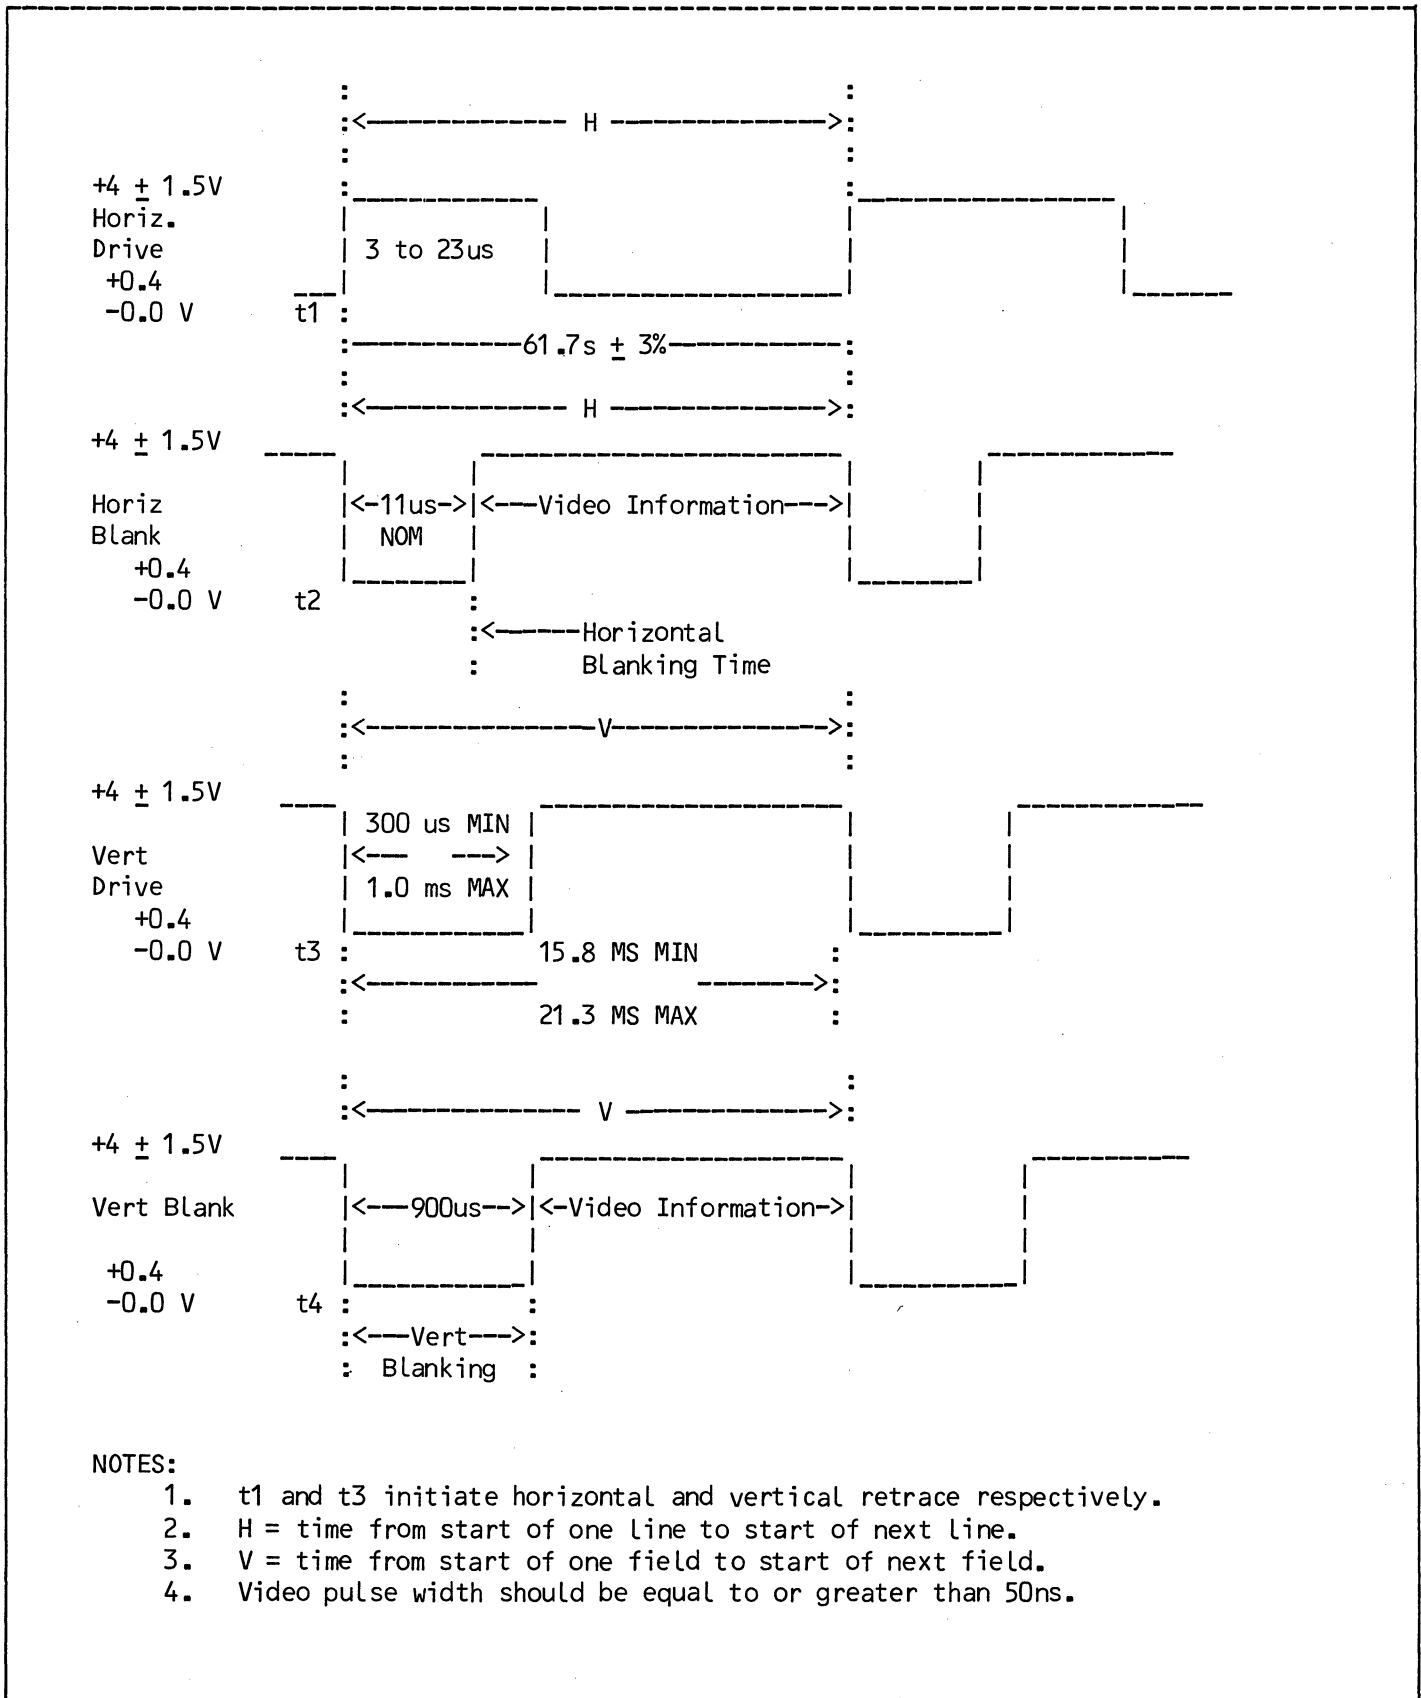 H
+4 ± 1.5V
Horiz.
Drive
3 to 23us
+0.4
-0.0 V t1
61.7s ± 3%
H
+4 ± 1.5V
Horiz <-11us-> <---Video Information--->
Blank NOM
+0.4
-0.0 V t2
<------Horizontal
Blanking Time
V
+4 ± 1.5V
300 us MIN
Vert
Drive 1.0 ms MAX
+0.4
-0.0 V t3 15.8 MS MIN
21.3 MS MAX
V
+4 ± 1.5V
Vert Blank <---900us--> <-Video Information->
+0.4
-0.0 V t4
<---Vert--->
Blanking
NOTES:
1. t1 and t3 initiate horizontal and vertical retrace respectively.
2. H = time from start of one line to start of next line.
3. V = time from start of one field to start of next field.
4. Video pulse width should be equal to or greater than 50ns.